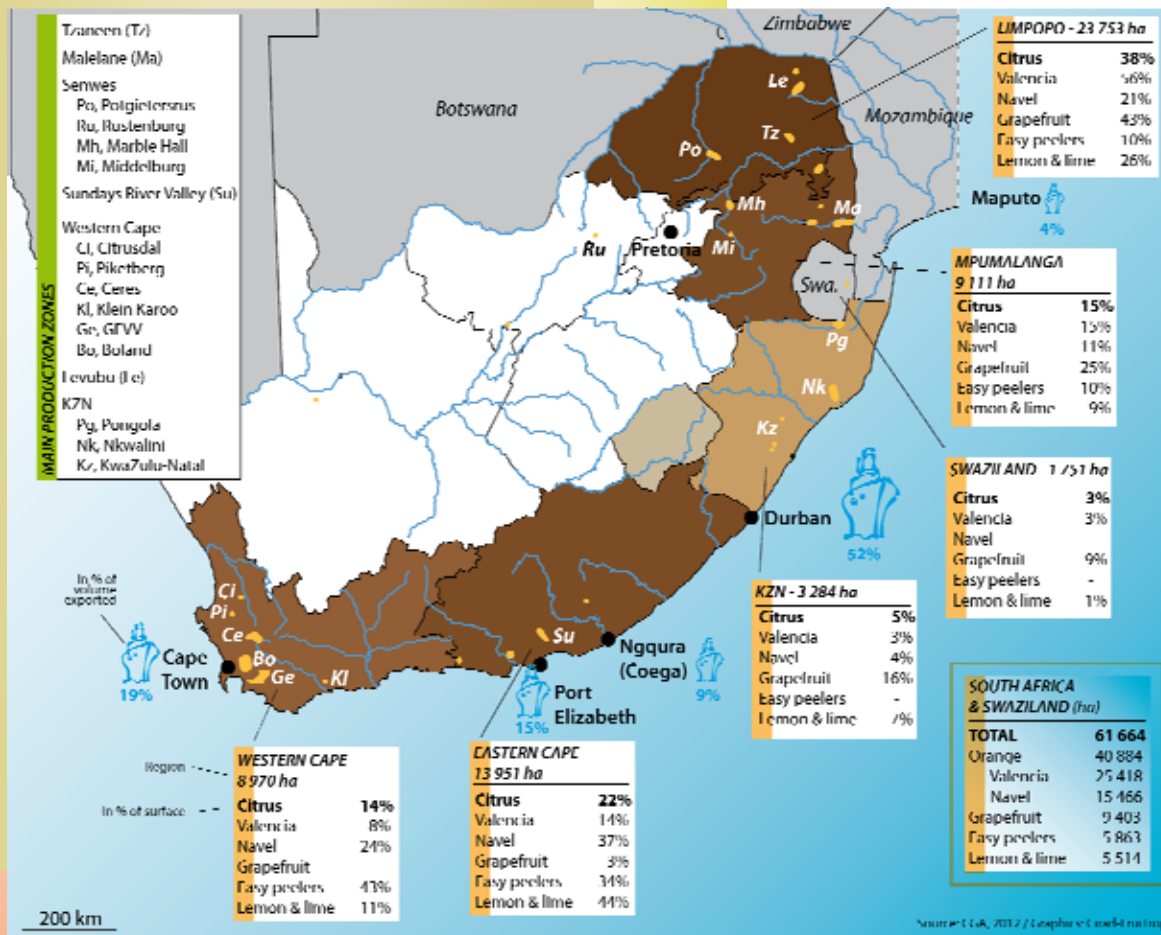 MAIN PRODUCTION ZONES
Tzaneen (Tz)
Malelane (Ma)
Senwes
Po, Potgietersrus
Ru, Rustenburg
Mh, Marble Hall
Mi, Middelburg
Sundays River Valley (Su)
Western Cape
Ci, Citrusdal
Pi, Piketberg
Ce, Ceres
Kl, Klein Karoo
Ge, GEVV
Bo, Boland
Levubu (Le)
KZN
Pg, Pongola
Nk, Nkwalini
Kz, KwaZulu-Natal
Zimbabwe
Botswana
Mozambique
Le
Tz
Po
Mh
Ma
Ru
Pretoria
Mi
Swa.
Pg
Nk
Kz
LIMPOPO - 23 753 ha
Citrus 38%
Valencia 56%
Navel 21%
Grapefruit 43%
Easy peelers 10%
Lemon & lime 26%
Maputo
4%
MPUMALANGA
9 111 ha
Citrus 15%
Valencia 15%
Navel 11%
Grapefruit 25%
Easy peelers 10%
Lemon & lime 9%
SWAZILAND 1 751 ha
Citrus 3%
Valencia 3%
Navel
Grapefruit 9%
Easy peelers -
Lemon & lime 1%
Durban
52%
KZN - 3 284 ha
Citrus 5%
Valencia 3%
Navel 4%
Grapefruit 16%
Easy peelers -
Lemon & lime 7%
In % of
volume
exported
Ci
Pi
Ce
Bo
Ge
Kl
Su
Cape
Town
19%
Port
Elizabeth
15%
Ngqura
(Coega)
9%
Region
In % of surface
WESTERN CAPE
8 970 ha
Citrus 14%
Valencia 8%
Navel 24%
Grapefruit
Easy peelers 43%
Lemon & lime 11%
EASTERN CAPE
13 951 ha
Citrus 22%
Valencia 14%
Navel 37%
Grapefruit 3%
Easy peelers 34%
Lemon & lime 44%
SOUTH AFRICA
& SWAZILAND (ha)
TOTAL 61 664
Orange 40 884
Valencia 25 418
Navel 15 466
Grapefruit 9 403
Easy peelers 5 863
Lemon & lime 5 514
200 km
Source: CGA, 2012 /